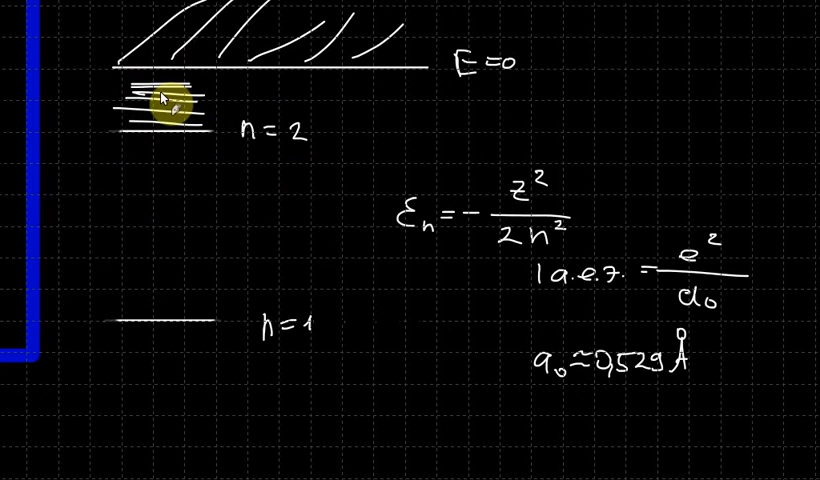 E=0
n=2
ℰₙ = - z² / 2n²
1 а.е.э. = e² / a₀
n=1
a₀ ≈ 0,529 Å